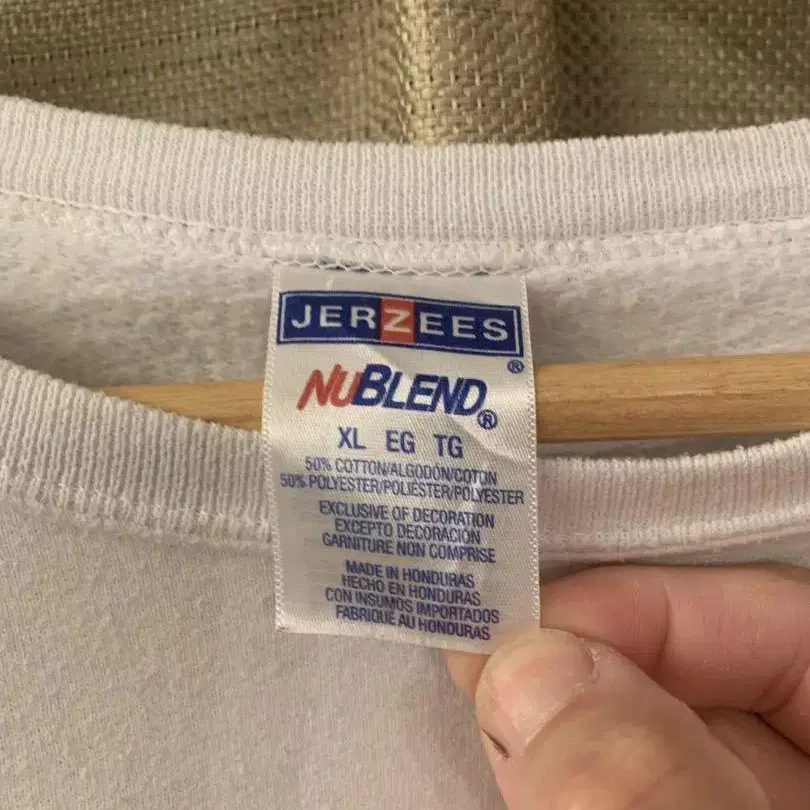 JERZEES
®
NUBLEND®
XL EG TG
50% COTTON/ALGODON/COTON
50% POLYESTER/POLIÉSTER/POLYESTER
EXCLUSIVE OF DECORATION
EXCEPTO DECORACIÓN
GARNITURE NON COMPRISE
MADE IN HONDURAS
HECHO EN HONDURAS
CON INSUMOS IMPORTADOS
FABRIQUÉ AU HONDURAS